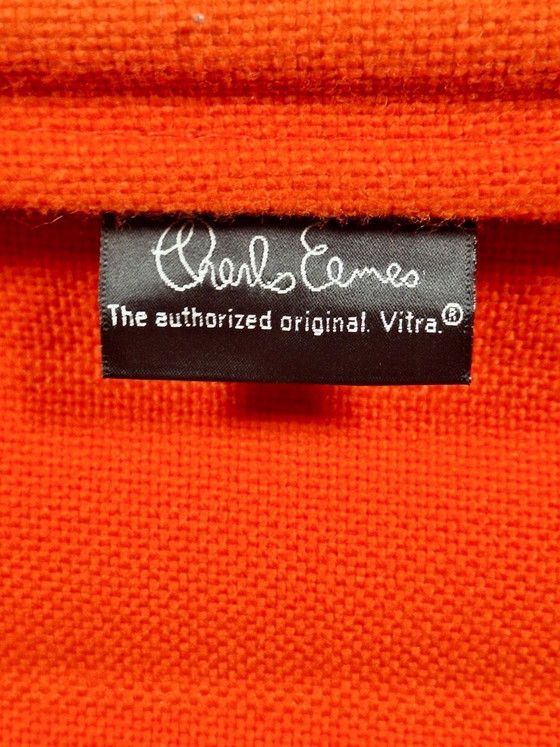 Charles Eames
The authorized original. Vitra.®